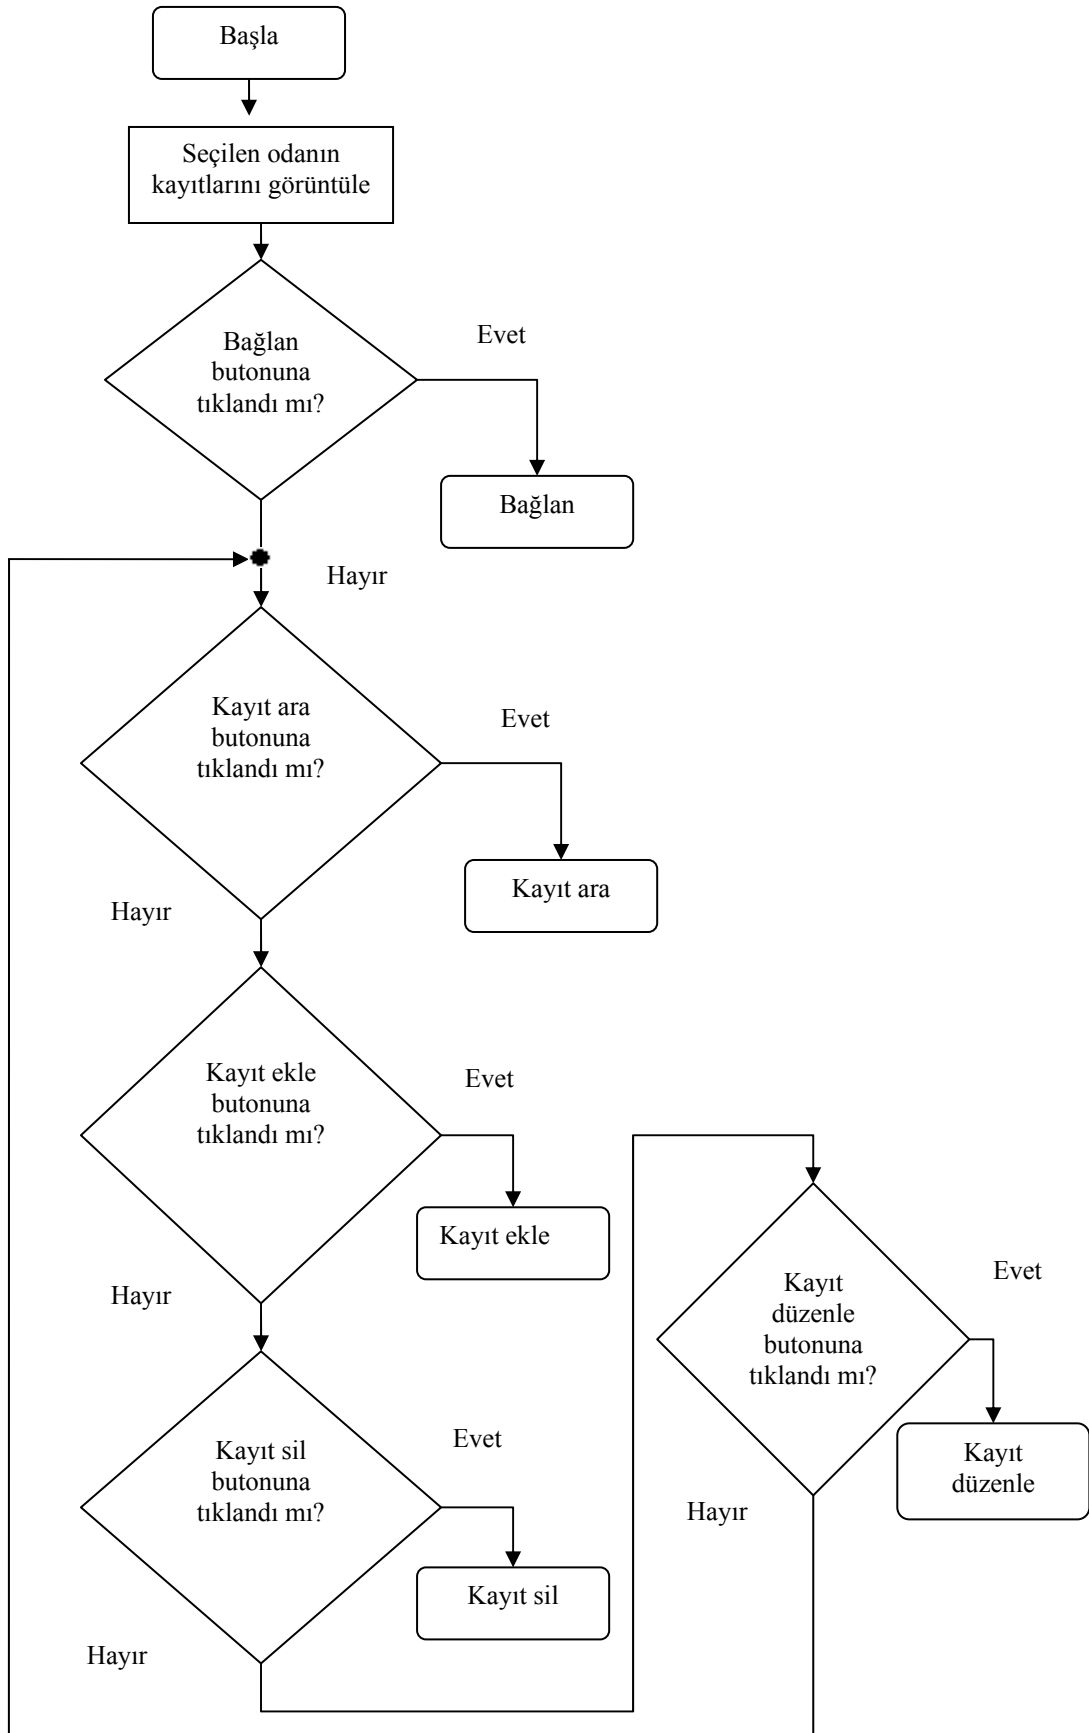 Başla
Seçilen odanın
kayıtlarını görüntüle
Bağlan
butonuna
tıklandı mı?
Evet
Bağlan
Hayır
Kayıt ara
butonuna
tıklandı mı?
Evet
Kayıt ara
Hayır
Kayıt ekle
butonuna
tıklandı mı?
Evet
Kayıt ekle
Hayır
Kayıt sil
butonuna
tıklandı mı?
Evet
Kayıt sil
Hayır
Kayıt
düzenle
butonuna
tıklandı mı?
Evet
Kayıt
düzenle
Hayır